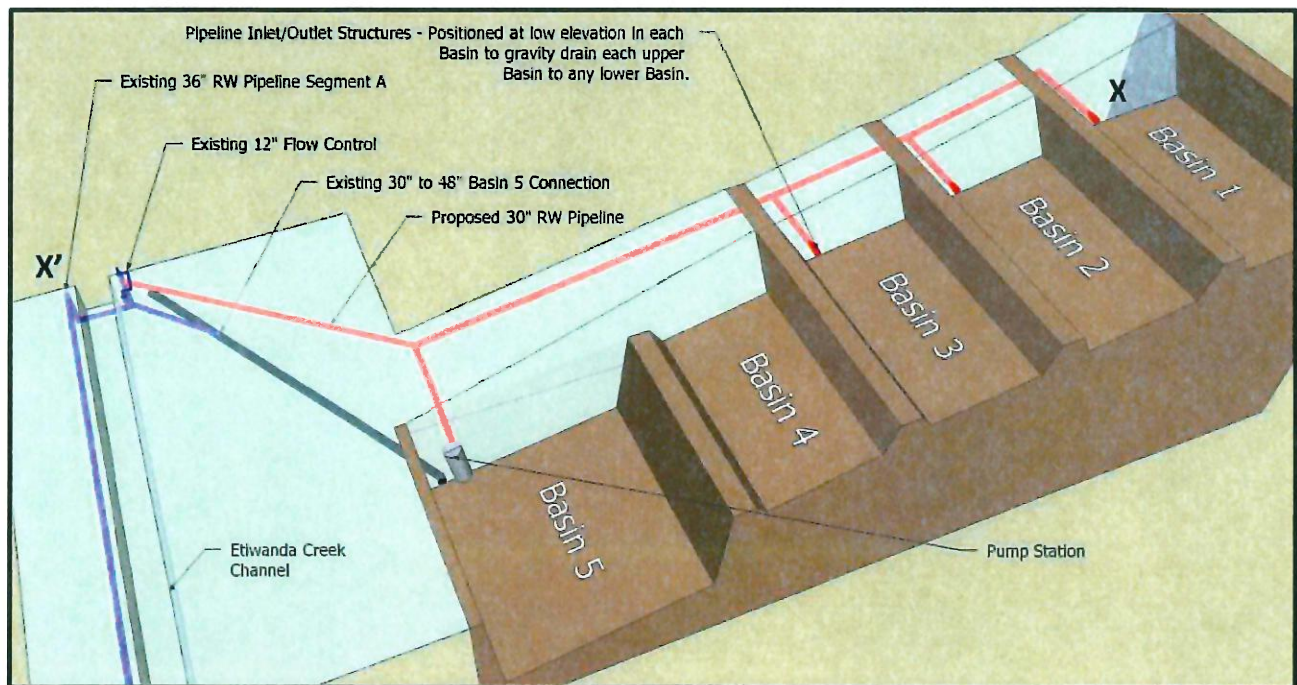 Pipeline Inlet/Outlet Structures - Positioned at low elevation in each
Basin to gravity drain each upper
Basin to any lower Basin.
Existing 36" RW Pipeline Segment A
Existing 12" Flow Control
Existing 30" to 48" Basin 5 Connection
Proposed 30" RW Pipeline
X
X'
Basin 1
Basin 2
Basin 3
Basin 4
Basin 5
Etiwanda Creek
Channel
Pump Station